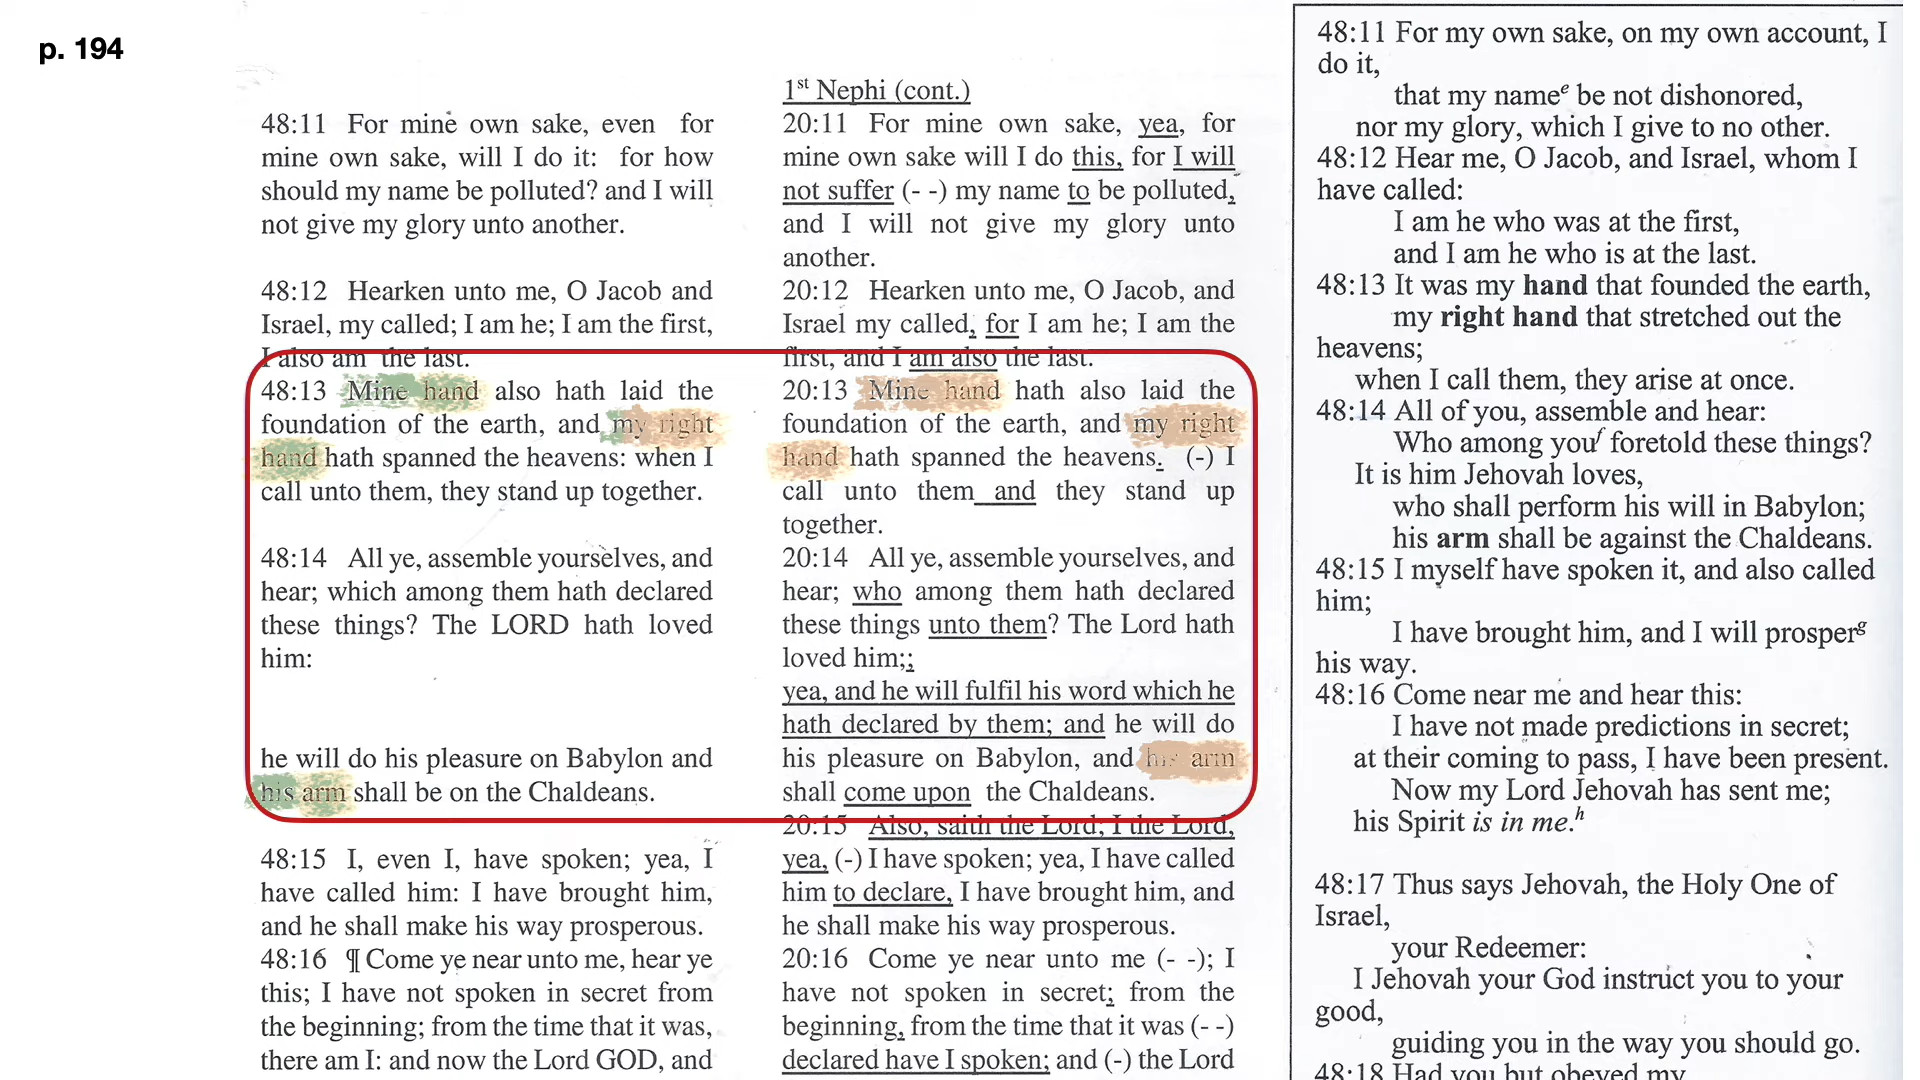 p. 194
48:11 For mine own sake, even for
mine own sake, will I do it: for how
should my name be polluted? and I will
not give my glory unto another.
48:12 Hearken unto me, O Jacob and
Israel, my called; I am he; I am the first,
I also am the last.
48:13 Mine hand also hath laid the
foundation of the earth, and my right
hand hath spanned the heavens: when I
call unto them, they stand up together.
48:14 All ye, assemble yourselves, and
hear; which among them hath declared
these things? The LORD hath loved
him:
he will do his pleasure on Babylon and
his arm shall be on the Chaldeans.
48:15 I, even I, have spoken; yea, I
have called him: I have brought him,
and he shall make his way prosperous.
48:16 ¶ Come ye near unto me, hear ye
this; I have not spoken in secret from
the beginning; from the time that it was,
there am I: and now the Lord GOD, and
1st Nephi (cont.)
20:11 For mine own sake, yea, for
mine own sake will I do this, for I will
not suffer (- -) my name to be polluted,
and I will not give my glory unto
another.
20:12 Hearken unto me, O Jacob, and
Israel my called, for I am he; I am the
first, and I am also the last.
20:13 Mine hand hath also laid the
foundation of the earth, and my right
hand hath spanned the heavens. (-) I
call unto them and they stand up
together.
20:14 All ye, assemble yourselves, and
hear; who among them hath declared
these things unto them? The Lord hath
loved him;;
yea, and he will fulfil his word which he
hath declared by them; and he will do
his pleasure on Babylon, and his arm
shall come upon the Chaldeans.
20:15 Also, saith the Lord; I the Lord,
yea, (-) I have spoken; yea, I have called
him to declare, I have brought him, and
he shall make his way prosperous.
20:16 Come ye near unto me (- -); I
have not spoken in secret; from the
beginning, from the time that it was (- -)
declared have I spoken; and (-) the Lord
48:11 For my own sake, on my own account, I
do it,
that my name^e be not dishonored,
nor my glory, which I give to no other.
48:12 Hear me, O Jacob, and Israel, whom I
have called:
I am he who was at the first,
and I am he who is at the last.
48:13 It was my hand that founded the earth,
my right hand that stretched out the
heavens;
when I call them, they arise at once.
48:14 All of you, assemble and hear:
Who among you^f foretold these things?
It is him Jehovah loves,
who shall perform his will in Babylon;
his arm shall be against the Chaldeans.
48:15 I myself have spoken it, and also called
him;
I have brought him, and I will prosper^g
his way.
48:16 Come near me and hear this:
I have not made predictions in secret;
at their coming to pass, I have been present.
Now my Lord Jehovah has sent me;
his Spirit is in me.^h
48:17 Thus says Jehovah, the Holy One of
Israel,
your Redeemer:
I Jehovah your God instruct you to your
good,
guiding you in the way you should go.
48:18 Had you but obeyed my